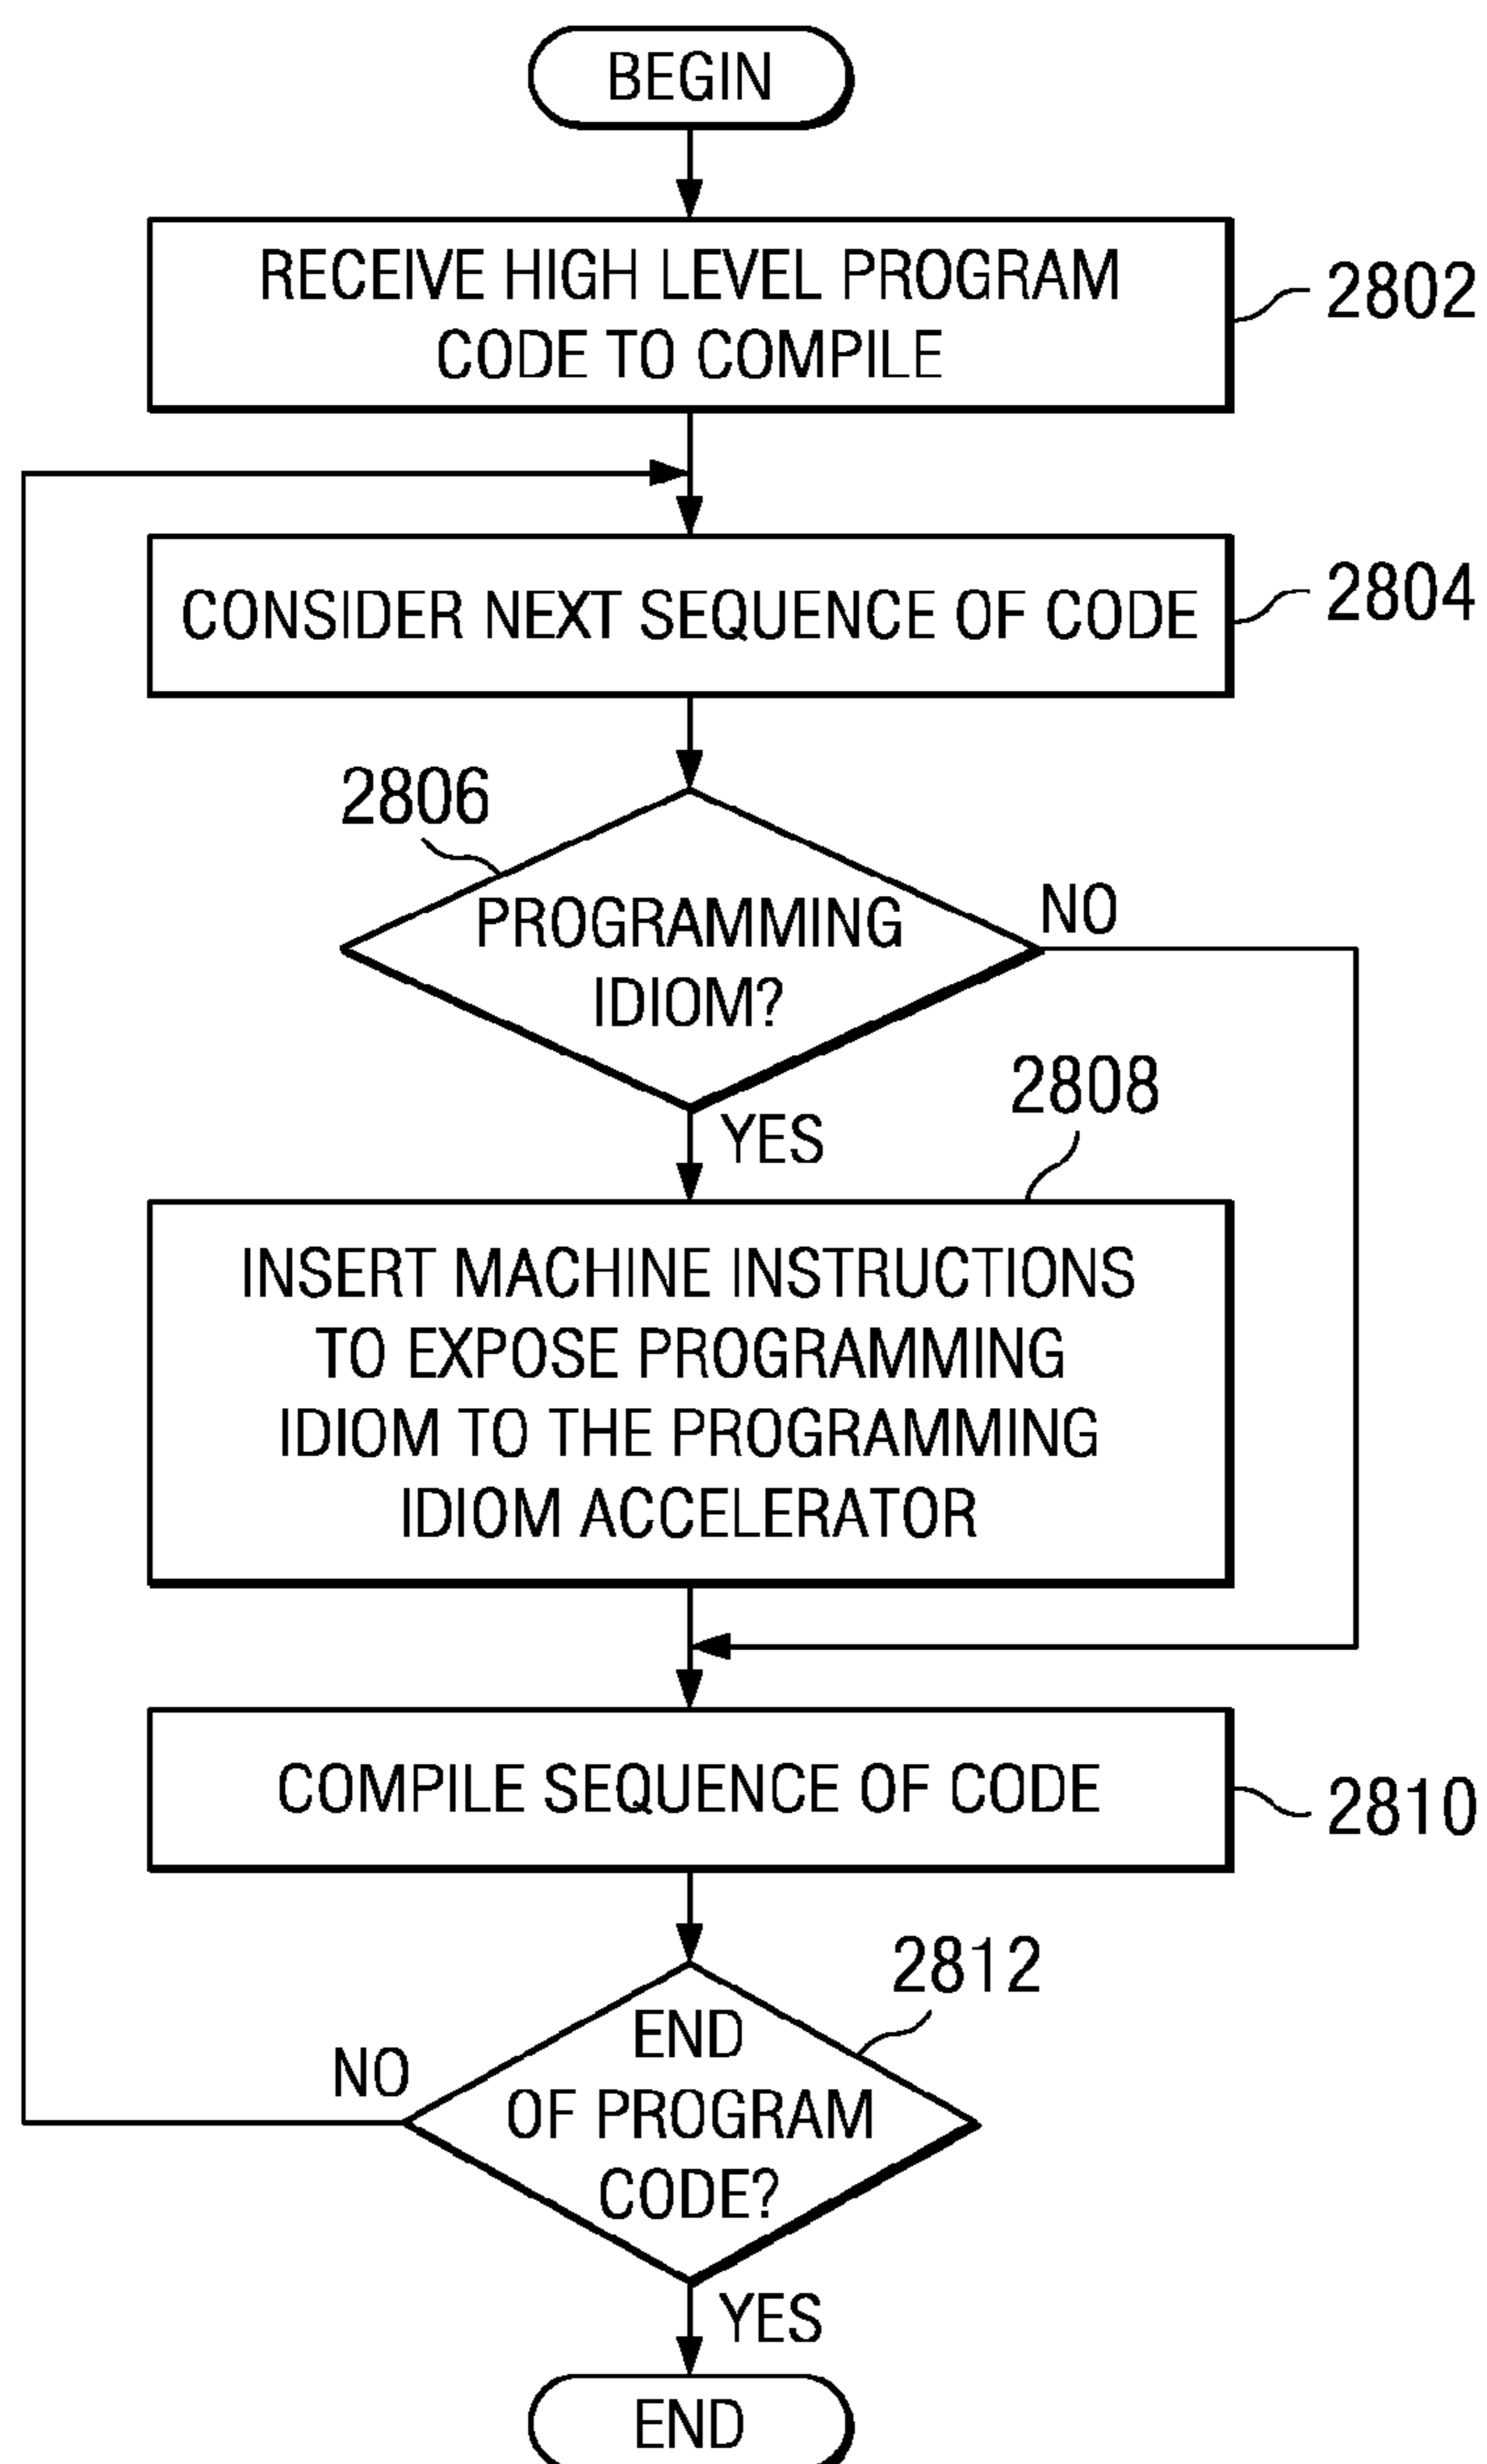 BEGIN
RECEIVE HIGH LEVEL PROGRAM
CODE TO COMPILE
2802
CONSIDER NEXT SEQUENCE OF CODE
2804
2806
PROGRAMMING
IDIOM?
NO
YES
2808
INSERT MACHINE INSTRUCTIONS
TO EXPOSE PROGRAMMING
IDIOM TO THE PROGRAMMING
IDIOM ACCELERATOR
COMPILE SEQUENCE OF CODE
2810
2812
END
OF PROGRAM
CODE?
NO
YES
END